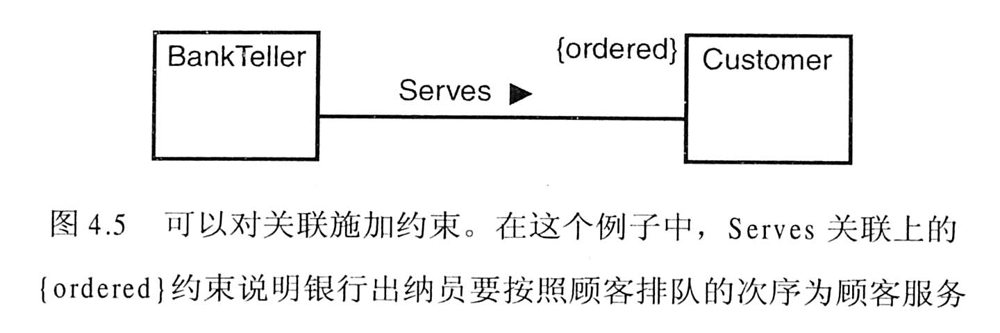 BankTeller
{ordered}
Customer
Serves ▶
图 4.5 可以对关联施加约束。在这个例子中，Serves 关联上的
{ordered}约束说明银行出纳员要按照顾客排队的次序为顾客服务